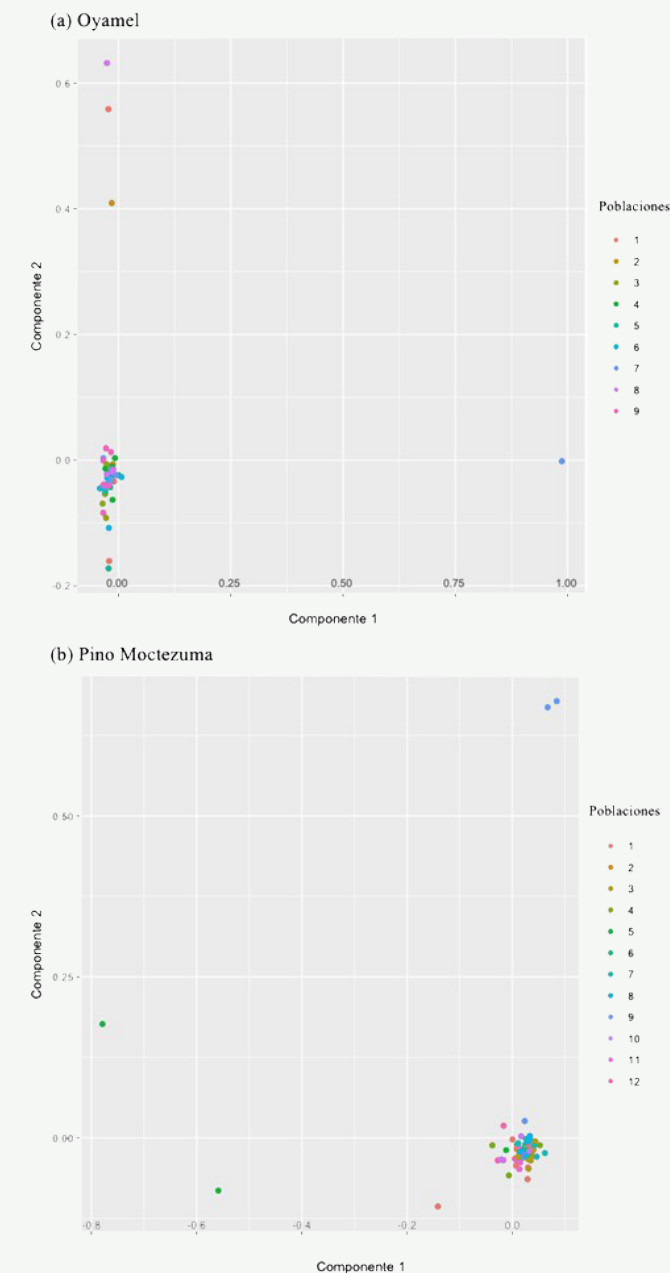 (a) Oyamel
0.6
0.4
0.2
0.0
-0.2
0.00 0.25 0.50 0.75 1.00
Componente 2
Componente 1
Poblaciones
1
2
3
4
5
6
7
8
9
(b) Pino Moctezuma
0.50
0.25
0.00
-0.8 -0.6 -0.4 -0.2 0.0
Componente 2
Componente 1
Poblaciones
1
2
3
4
5
6
7
8
9
10
11
12